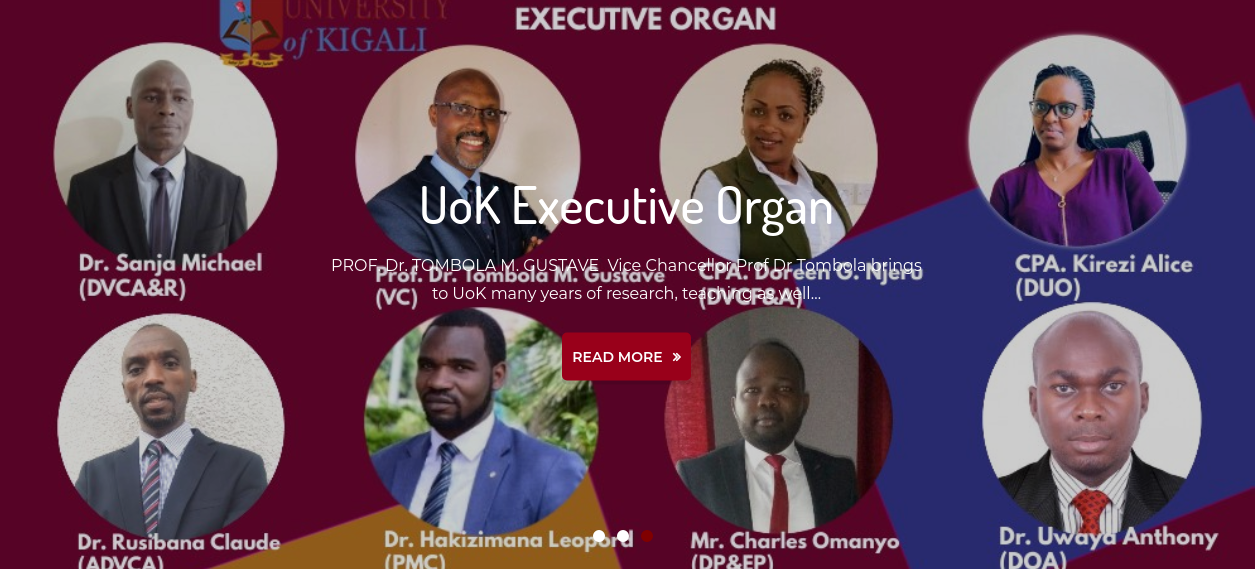 UNIVERSITY
of KIGALI
EXECUTIVE ORGAN
UoK Executive Organ
Dr. Sanja Michael
(DVCA&R)
Prof. Dr. Tombola M. Gustave
(VC)
CPA. Doreen O. Njeru
(DVCF&A)
CPA. Kirezi Alice
(DUO)
PROF. Dr. TOMBOLA M. GUSTAVE Vice Chancellor Prof Dr Tombola brings
to UoK many years of research, teaching as well...
READ MORE »
Dr. Rusibana Claude
(ADVCA)
Dr. Hakizimana Leopord
(PMC)
Mr. Charles Omanyo
(DP&EP)
Dr. Uwaya Anthony
(DOA)